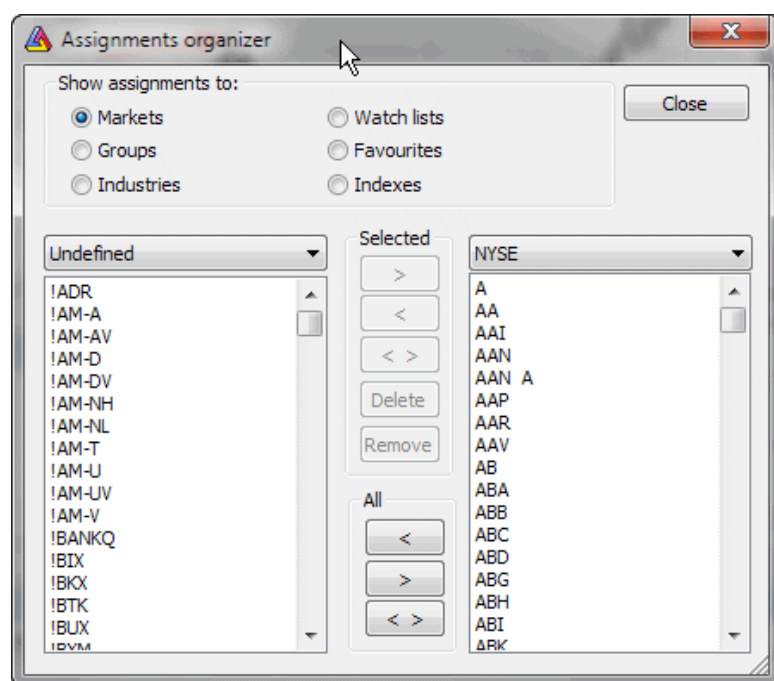 Assignments organizer
Show assignments to:
Markets
Watch lists
Groups
Favourites
Industries
Indexes
Close
Undefined
!ADR
!AM-A
!AM-AV
!AM-D
!AM-DV
!AM-NH
!AM-NL
!AM-T
!AM-U
!AM-UV
!AM-V
!BANKQ
!BIX
!BKX
!BTK
!BUX
Selected
>
<
< >
Delete
Remove
All
<
>
< >
NYSE
A
AA
AAI
AAN
AAN A
AAP
AAR
AAV
AB
ABA
ABB
ABC
ABD
ABG
ABH
ABI
ABK